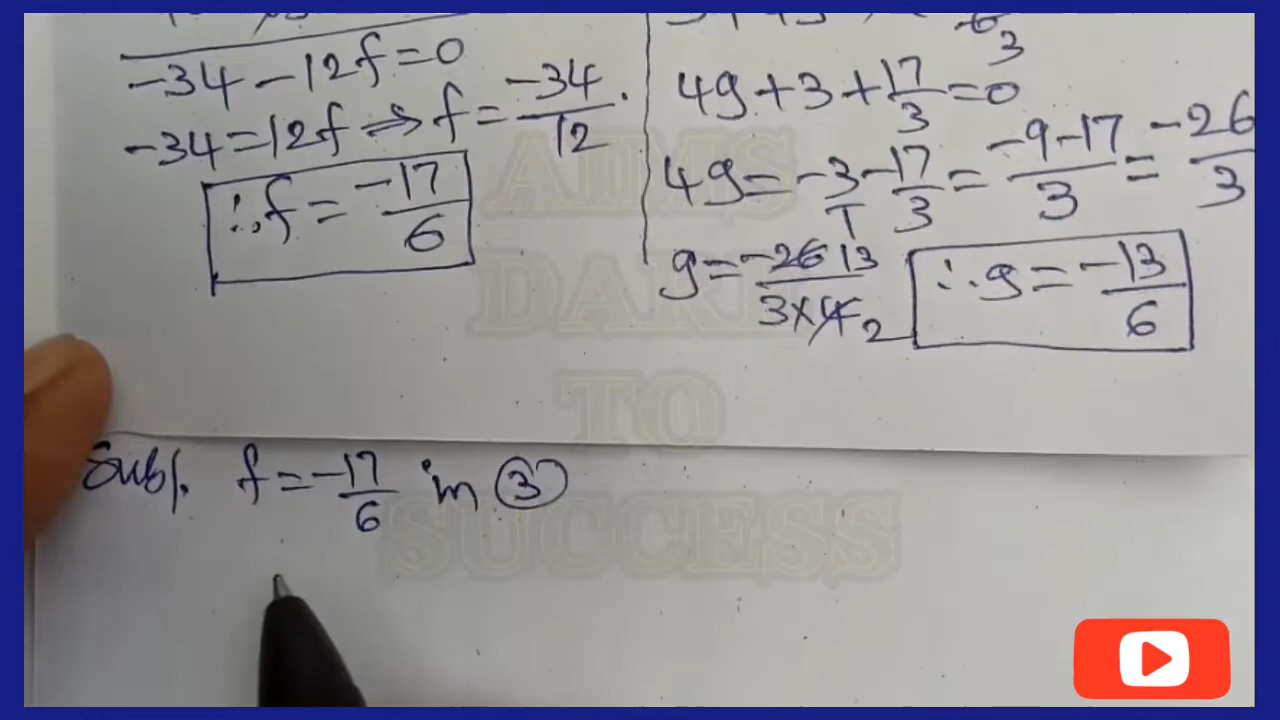 -34 - 12f = 0
-34 = 12f ⇒ f = -34/12.
∴ f = -17/6
4g + 3 + 17/3 = 0
4g = -3/1 - 17/3 = -9-17/3 = -26/3
g = -26 13/3×4 2
∴ g = -13/6
Subs. f = -17/6 in ③
AIMS
DARE
TO
SUCCESS